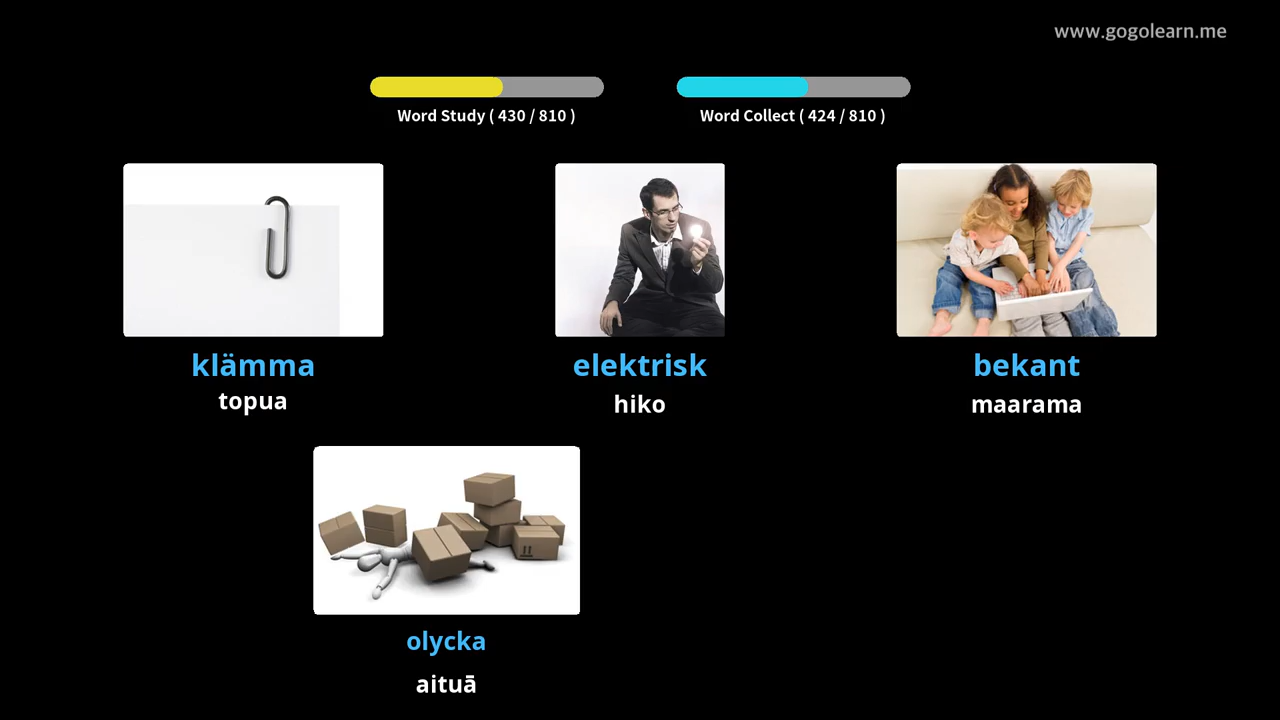 www.gogolearn.me
Word Study ( 430 / 810 )
Word Collect ( 424 / 810 )
klämma
topua
elektrisk
hiko
bekant
maarama
olycka
aituā